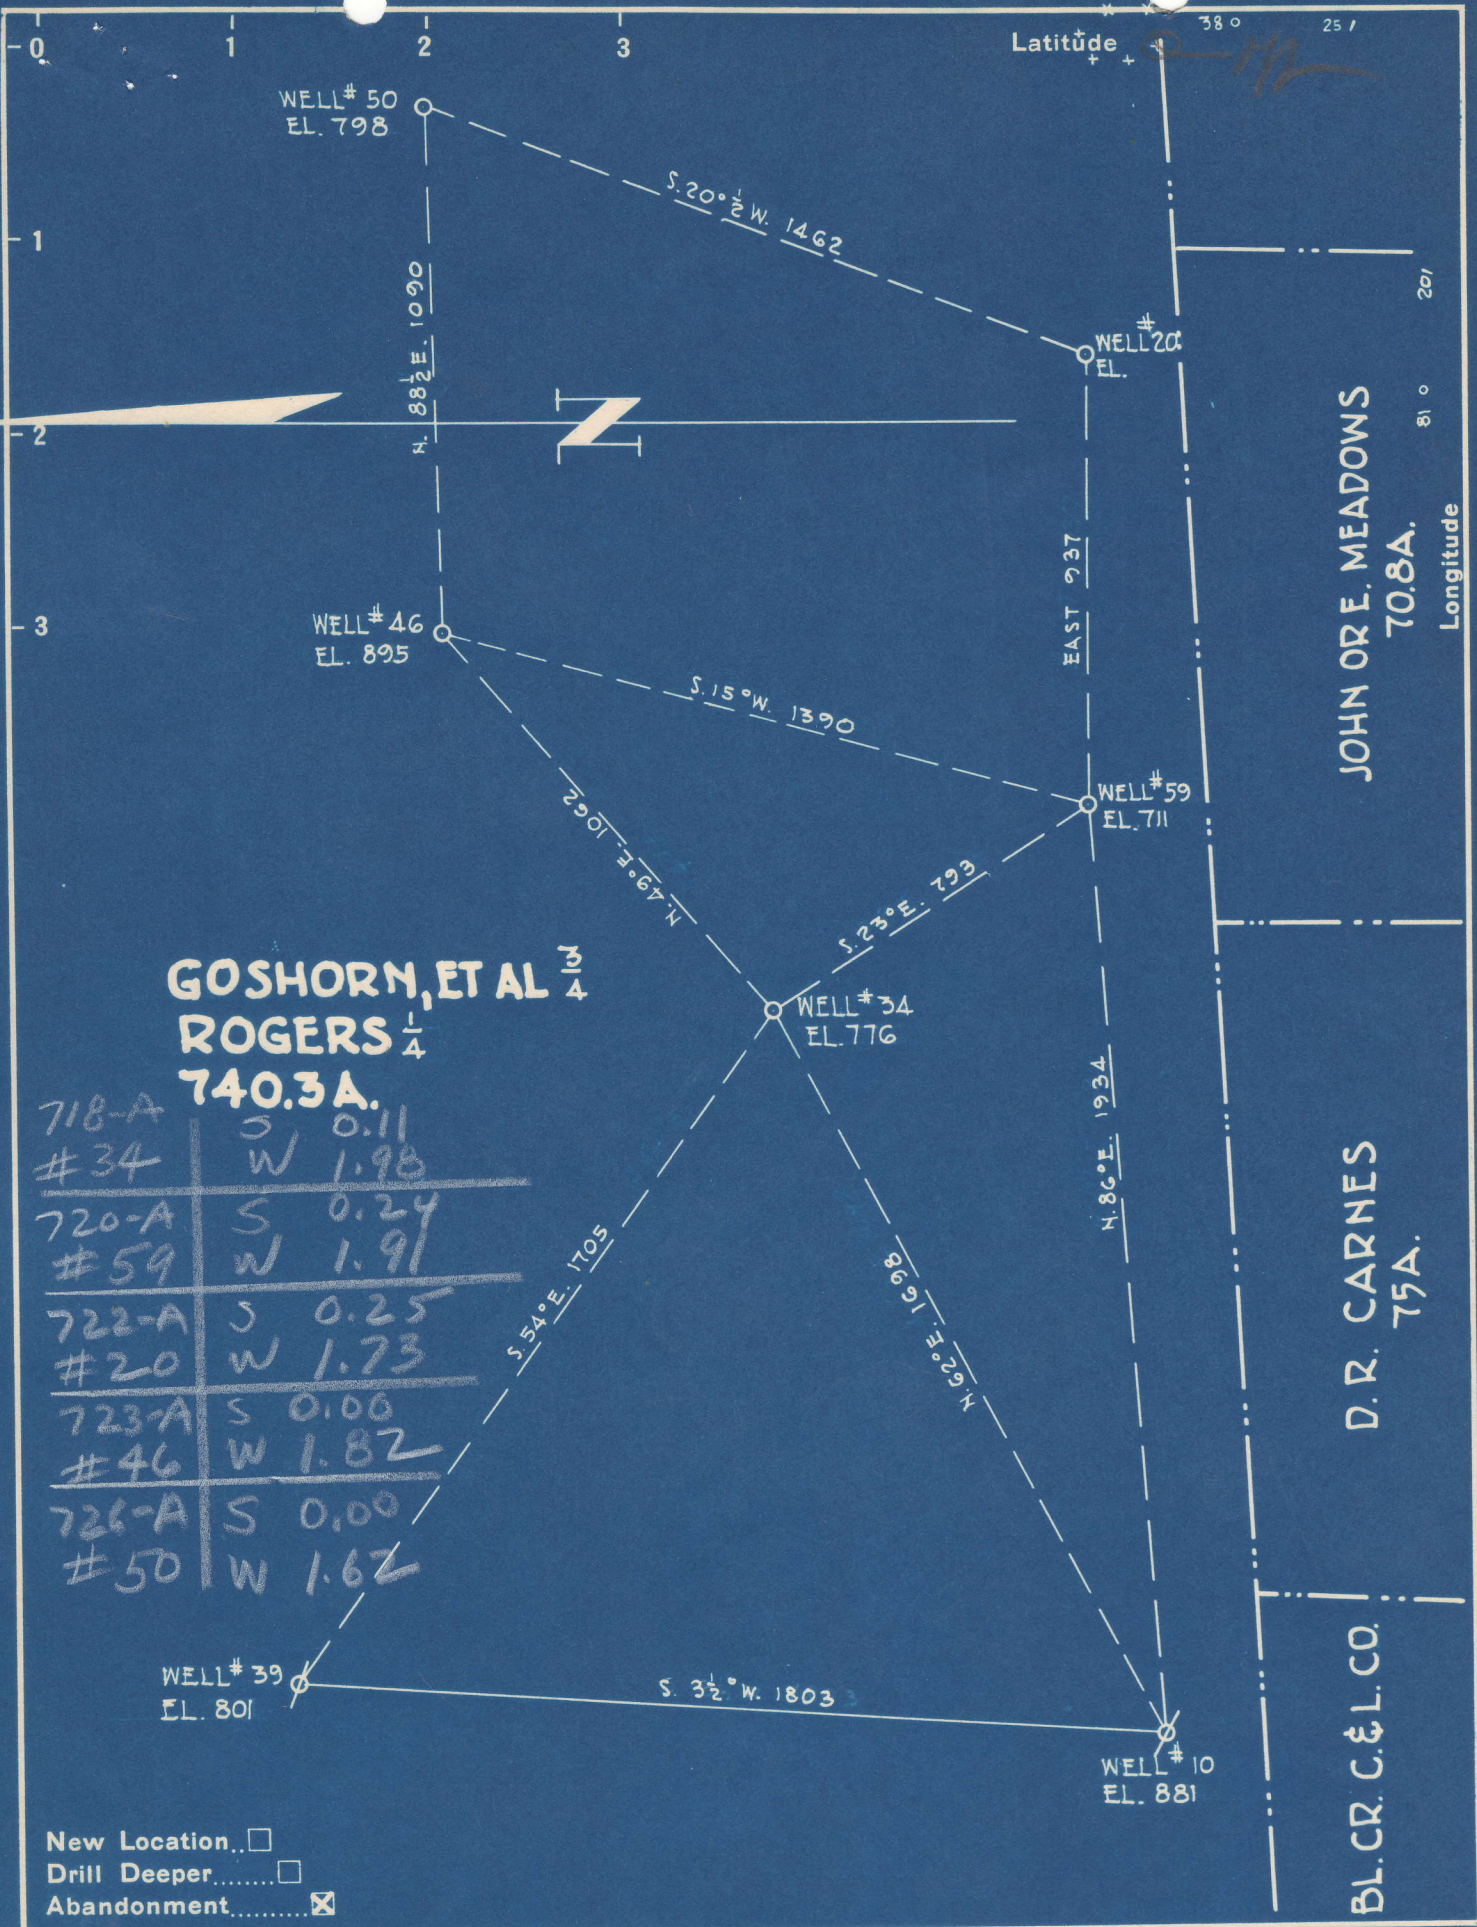 0 1 2 3
Latitude
38° 25'
WELL # 50
EL. 798
S. 20°½ W. 1462
1
N. 88½ E. 1090
WELL # 20
EL.
201
81°
Longitude
2
N
3
WELL # 46
EL. 895
EAST 937
JOHN OR E. MEADOWS
70.8A.
S. 15° W. 1390
WELL # 59
EL. 711
N. 49° E. 1062
S. 23° E. 793
WELL # 34
EL. 776
GOSHORN, ET AL ¾
ROGERS ¼
740.3 A.
718-A S 0.11
#34 W 1.98
720-A S 0.24
#59 W 1.91
722-A S 0.25
#20 W 1.73
723-A S 0.00
#46 W 1.82
726-A S 0.00
#50 W 1.62
S. 54° E. 1705
N. 62° E. 1698
N. 86° E. 1934
D. R. CARNES
75A.
WELL # 39
EL. 801
S. 3½° W. 1803
WELL # 10
EL. 881
BL. CR. C. & L. CO.
New Location.. ☐
Drill Deeper........ ☐
Abandonment.......... ☒